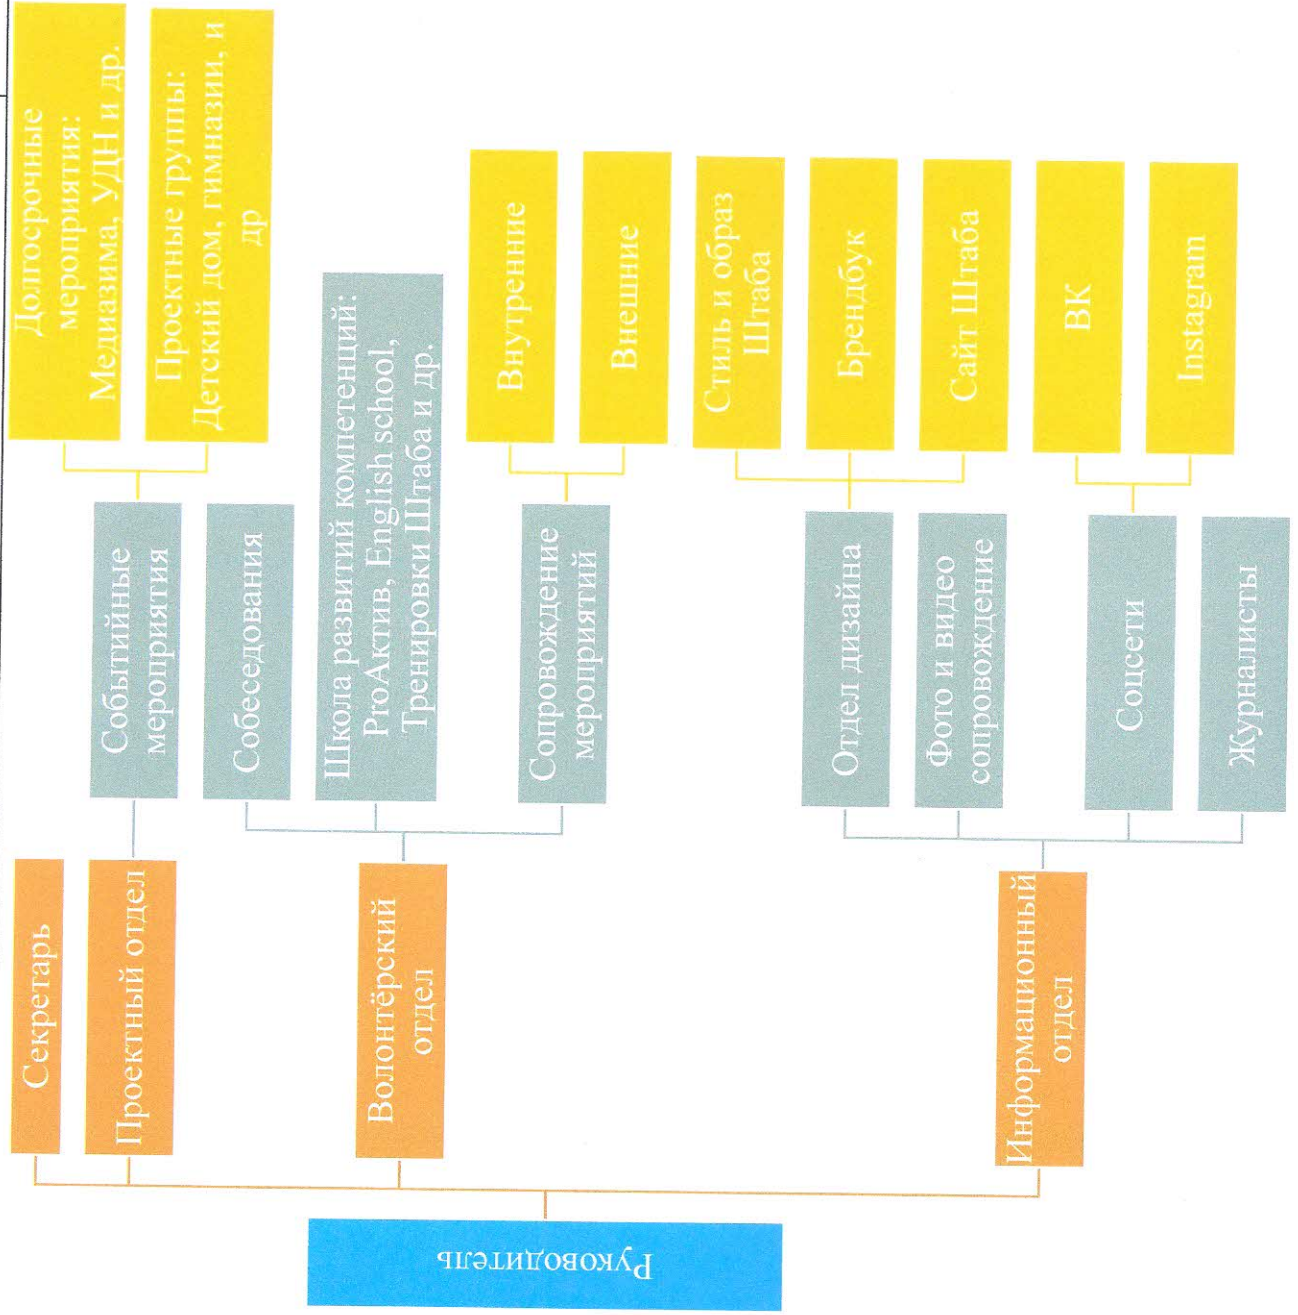 Руководитель
Секретарь
Проектный отдел
Событийные
мероприятия
Долгосрочные
мероприятия:
Медиазима, УДН и др.
Проектные группы:
Детский дом, гимназии, и
др
Волонтёрский
отдел
Собеседования
Школа развитий компетенций:
ProАктив, English school,
Тренировки Штаба и др.
Сопровождение
мероприятий
Внутренние
Внешние
Информационный
отдел
Отдел дизайна
Стиль и образ
Штаба
Брендбук
Сайт Штаба
Фото и видео
сопровождение
Соцсети
ВК
Instagram
Журналисты